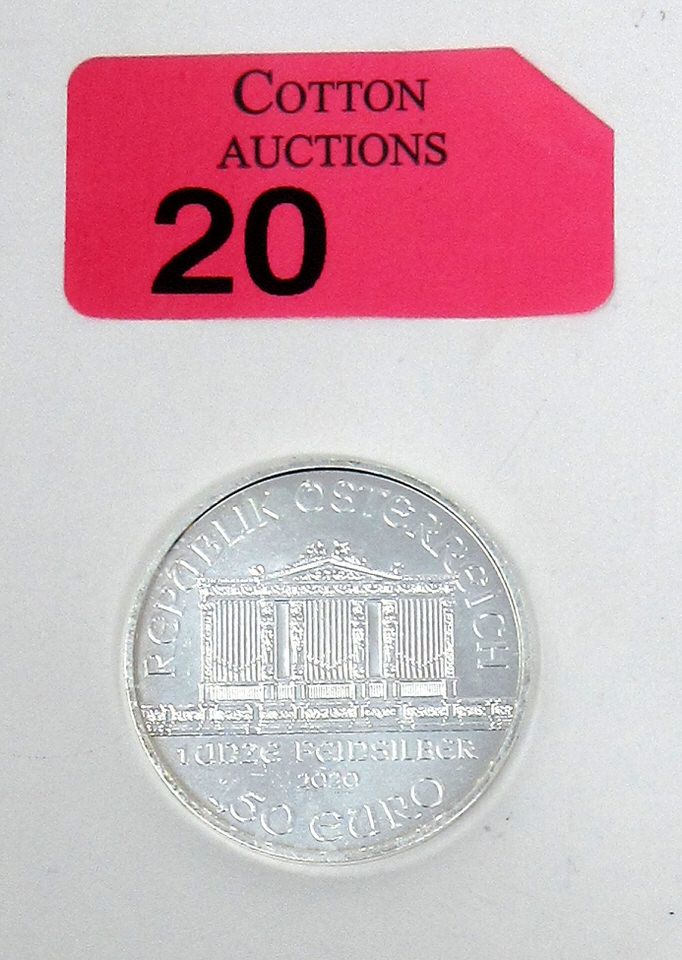 COTTON
AUCTIONS
20
REPUBLIK ÖSTERREICH
1 UNZE FEINSILBER
2020
1,50 EURO